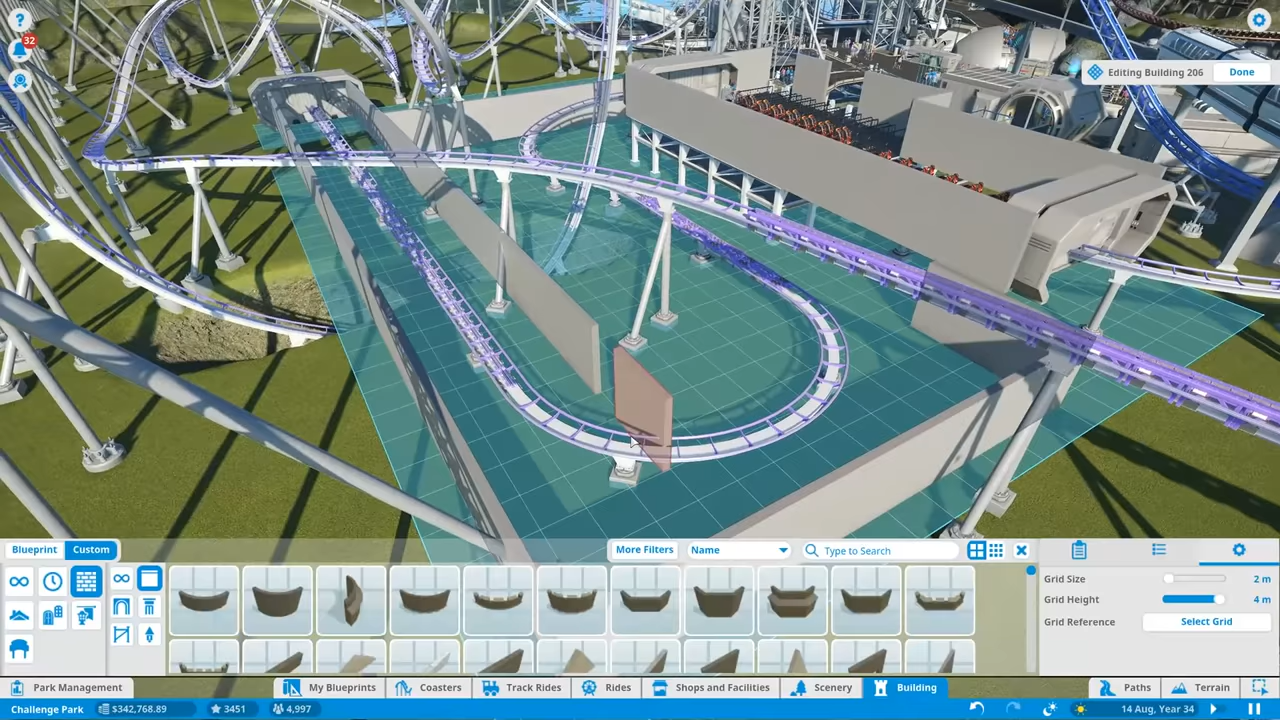 ?
32
Editing Building 206
Done
Blueprint
Custom
More Filters
Name
Type to Search
Grid Size
2 m
Grid Height
4 m
Grid Reference
Select Grid
Park Management
My Blueprints
Coasters
Track Rides
Rides
Shops and Facilities
Scenery
Building
Paths
Terrain
Challenge Park
$342,768.89
3451
4,997
14 Aug, Year 34